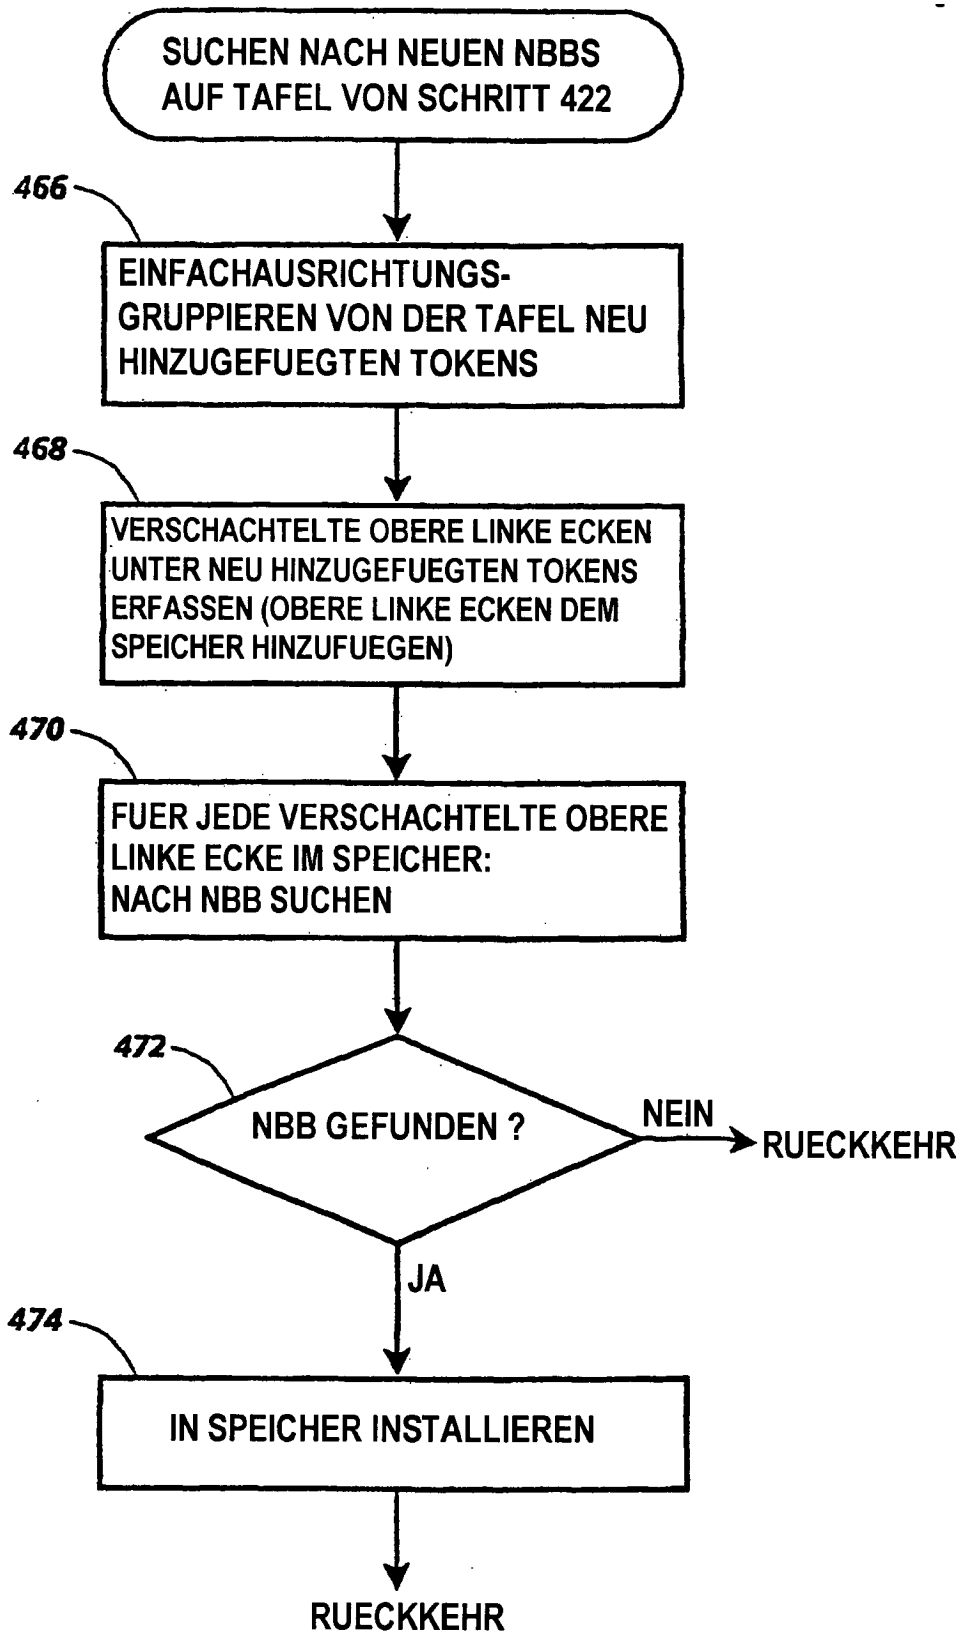 SUCHEN NACH NEUEN NBBS
AUF TAFEL VON SCHRITT 422
466
EINFACHAUSRICHTUNGS-
GRUPPIEREN VON DER TAFEL NEU
HINZUGEFUEGTEN TOKENS
468
VERSCHACHTELTE OBERE LINKE ECKEN
UNTER NEU HINZUGEFUEGTEN TOKENS
ERFASSEN (OBERE LINKE ECKEN DEM
SPEICHER HINZUFUEGEN)
470
FUER JEDE VERSCHACHTELTE OBERE
LINKE ECKE IM SPEICHER:
NACH NBB SUCHEN
472
NBB GEFUNDEN ?
NEIN
RUECKKEHR
JA
474
IN SPEICHER INSTALLIEREN
RUECKKEHR